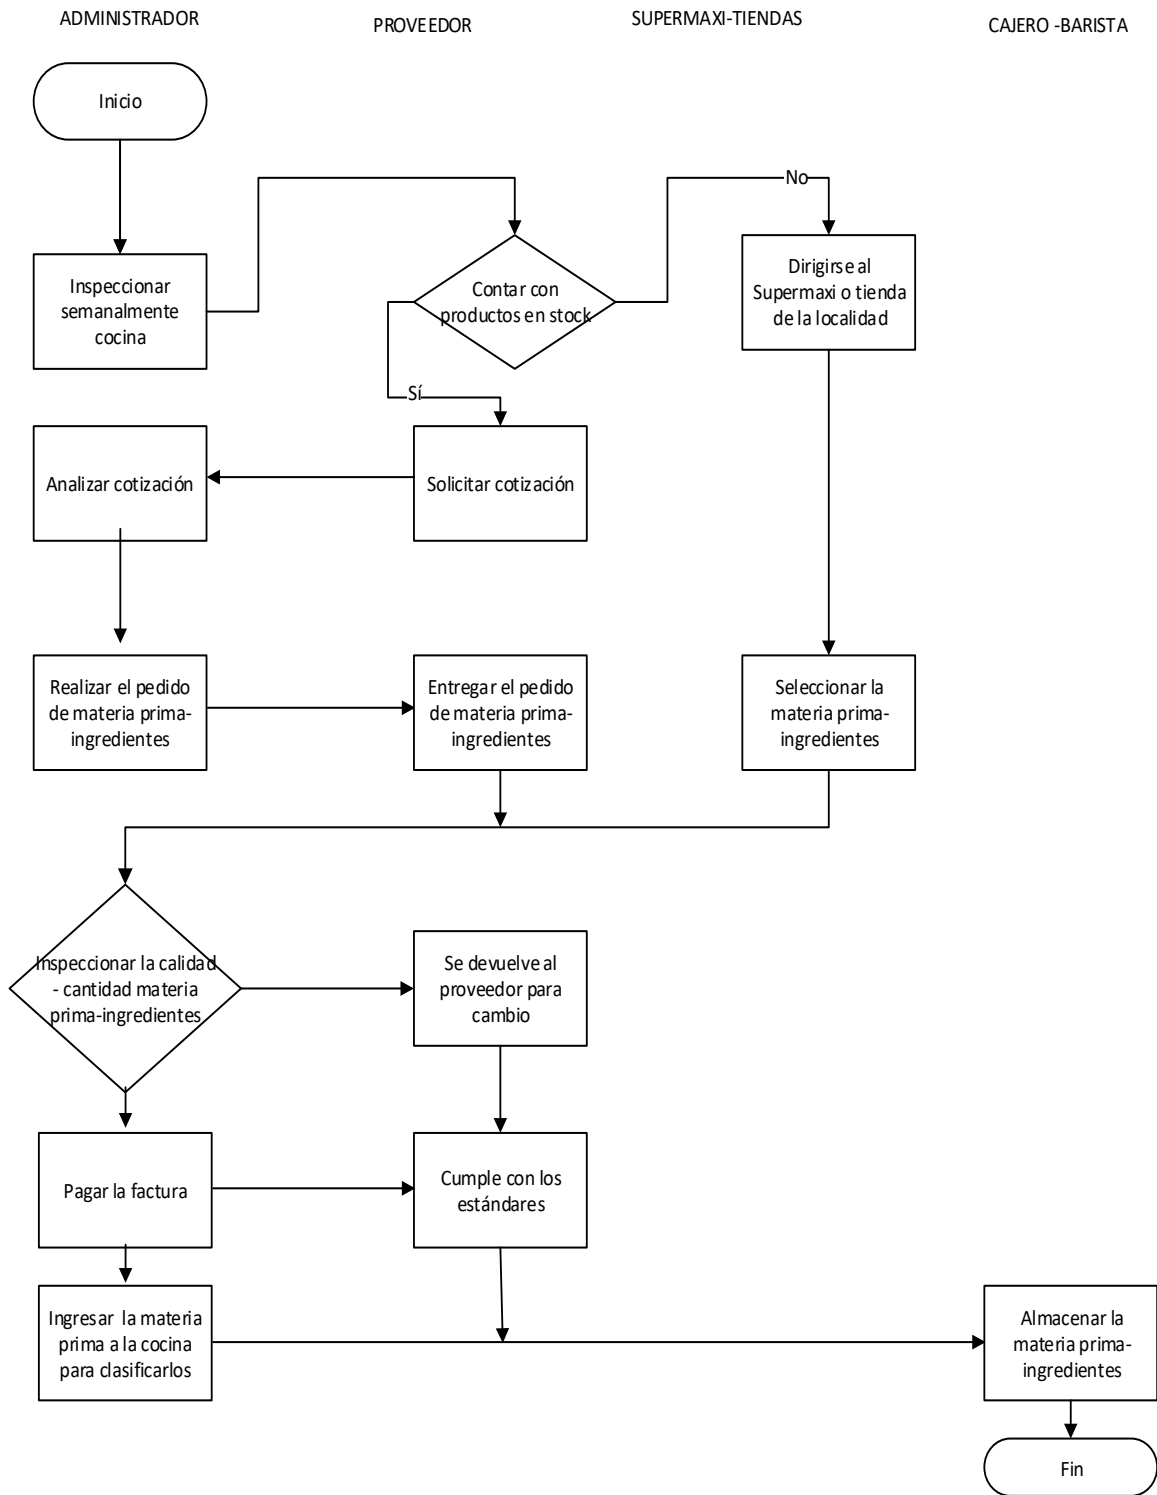 ADMINISTRADOR
PROVEEDOR
SUPERMAXI-TIENDAS
CAJERO -BARISTA
Inicio
No
Inspeccionar
semanalmente
cocina
Contar con
productos en stock
Dirigirse al
Supermaxi o tienda
de la localidad
Sí
Analizar cotización
Solicitar cotización
Realizar el pedido
de materia prima-
ingredientes
Entregar el pedido
de materia prima-
ingredientes
Seleccionar la
materia prima-
ingredientes
Inspeccionar la calidad
- cantidad materia
prima-ingredientes
Se devuelve al
proveedor para
cambio
Pagar la factura
Cumple con los
estándares
Ingresar la materia
prima a la cocina
para clasificarlos
Almacenar la
materia prima-
ingredientes
Fin